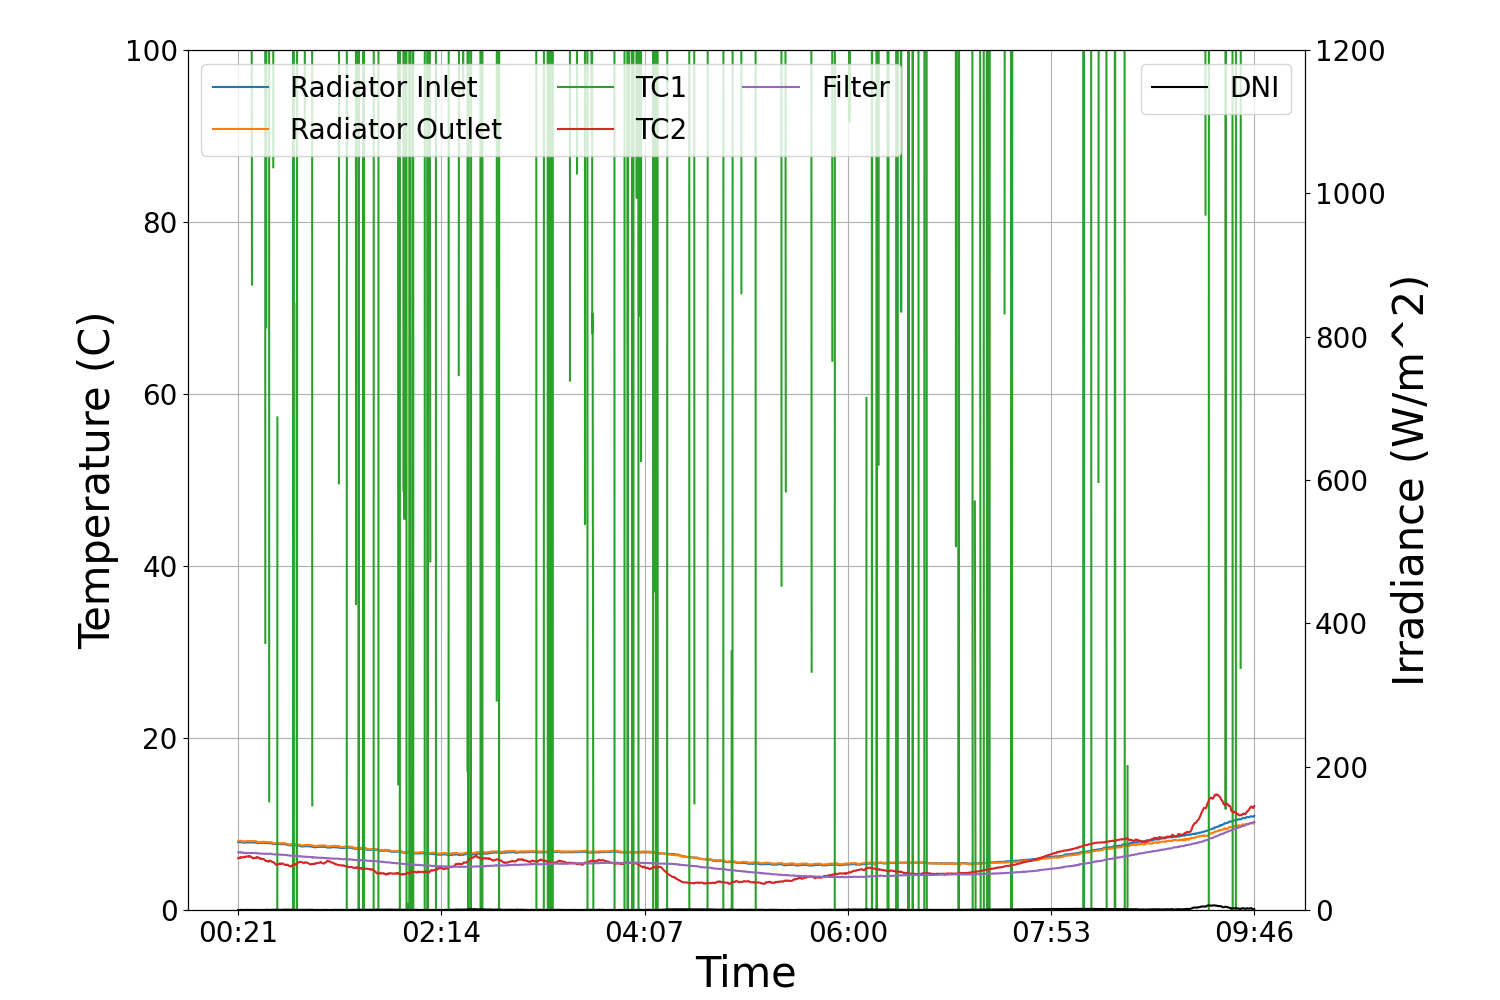 100
80
60
40
20
0
Temperature (C)
Radiator Inlet
Radiator Outlet
TC1
TC2
Filter
DNI
1200
1000
800
600
400
200
0
Irradiance (W/m^2)
00:21 02:14 04:07 06:00 07:53 09:46
Time